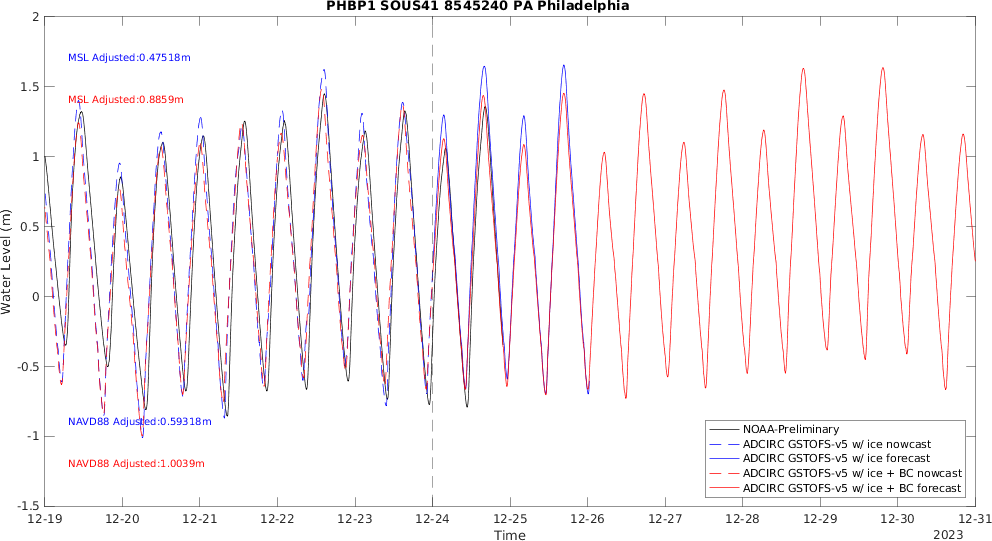 PHBP1 SOUS41 8545240 PA Philadelphia
2
1.5
1
0.5
0
-0.5
-1
-1.5
Water Level (m)
MSL Adjusted:0.47518m
MSL Adjusted:0.8859m
NAVD88 Adjusted:0.59318m
NAVD88 Adjusted:1.0039m
NOAA-Preliminary
ADCIRC GSTOFS-v5 w/ ice nowcast
ADCIRC GSTOFS-v5 w/ ice forecast
ADCIRC GSTOFS-v5 w/ ice + BC nowcast
ADCIRC GSTOFS-v5 w/ ice + BC forecast
12-19 12-20 12-21 12-22 12-23 12-24 12-25 12-26 12-27 12-28 12-29 12-30 12-31
Time
2023